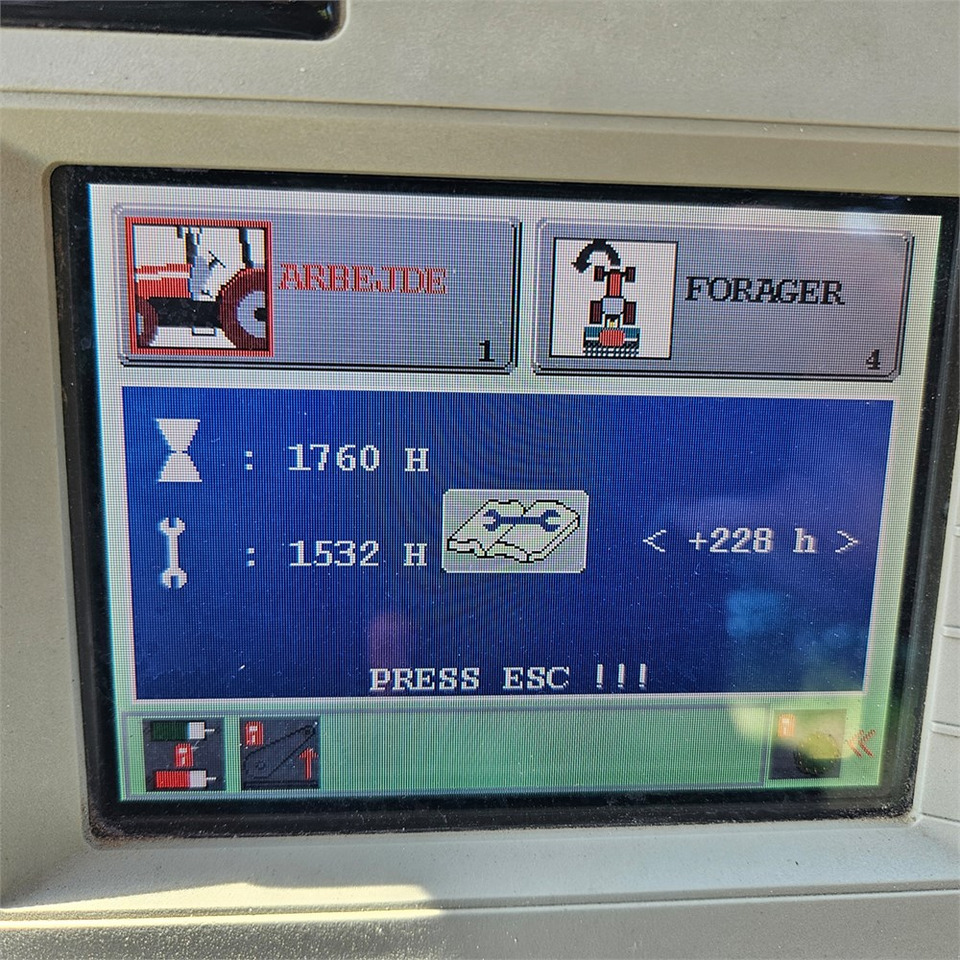 ARBEJDE
1
FORAGER
4
: 1760 H
: 1532 H
< +228 h >
PRESS ESC !!!